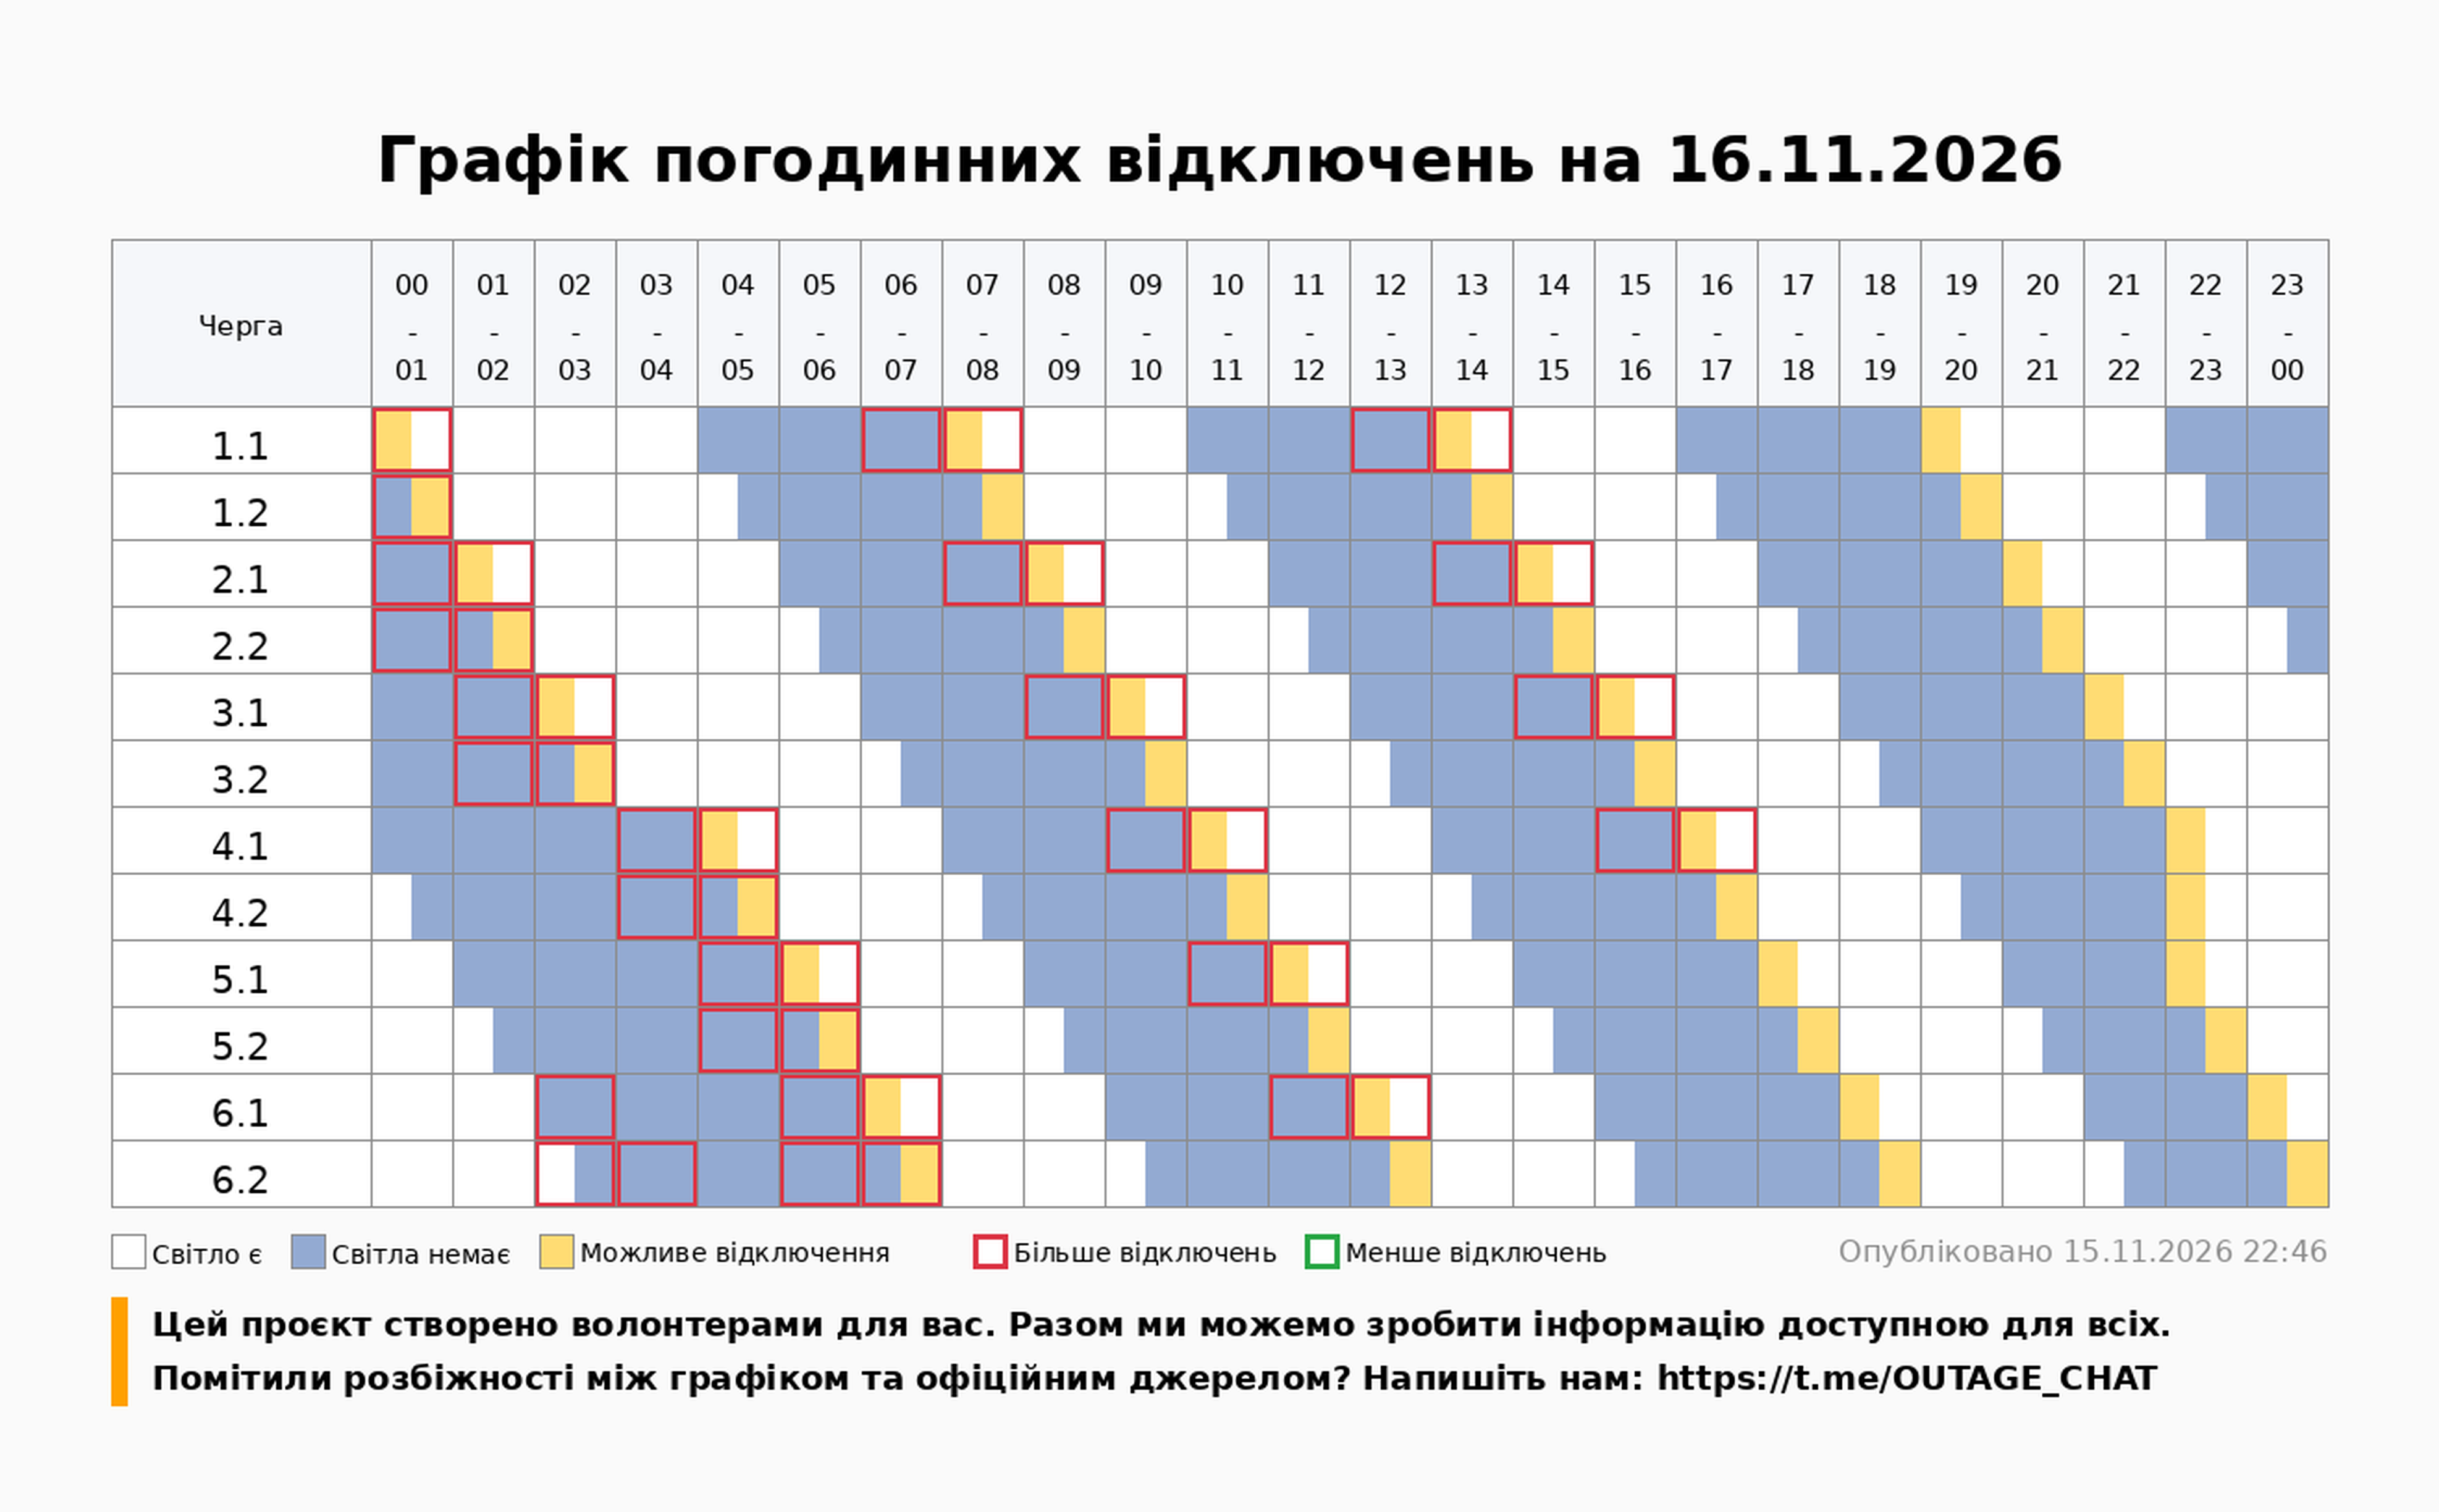 Графік погодинних відключень на 16.11.2026
Черга 00 - 01 01 - 02 02 - 03 03 - 04 04 - 05 05 - 06 06 - 07 07 - 08 08 - 09 09 - 10 10 - 11 11 - 12 12 - 13 13 - 14 14 - 15 15 - 16 16 - 17 17 - 18 18 - 19 19 - 20 20 - 21 21 - 22 22 - 23 23 - 00
1.1
1.2
2.1
2.2
3.1
3.2
4.1
4.2
5.1
5.2
6.1
6.2
Світло є Світла немає Можливе відключення Більше відключень Менше відключень Опубліковано 15.11.2026 22:46
Цей проєкт створено волонтерами для вас. Разом ми можемо зробити інформацію доступною для всіх.
Помітили розбіжності між графіком та офіційним джерелом? Напишіть нам: https://t.me/OUTAGE_CHAT